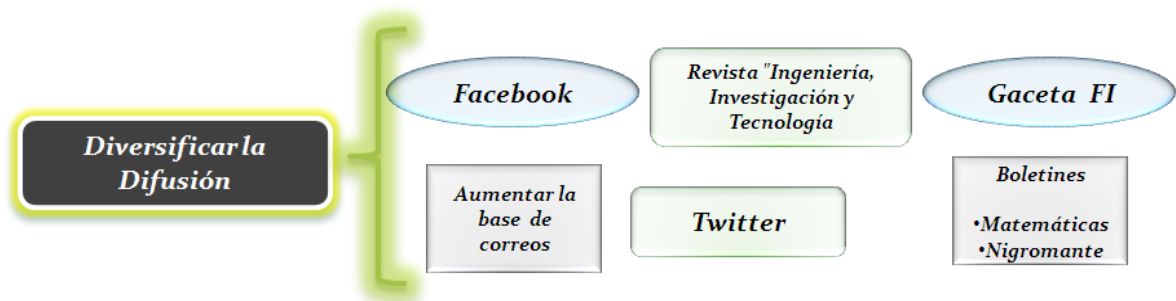 Diversificar la
Difusión
Facebook
Revista "Ingeniería,
Investigación y
Tecnología
Gaceta FI
Aumentar la
base de
correos
Twitter
Boletines
•Matemáticas
•Nigromante